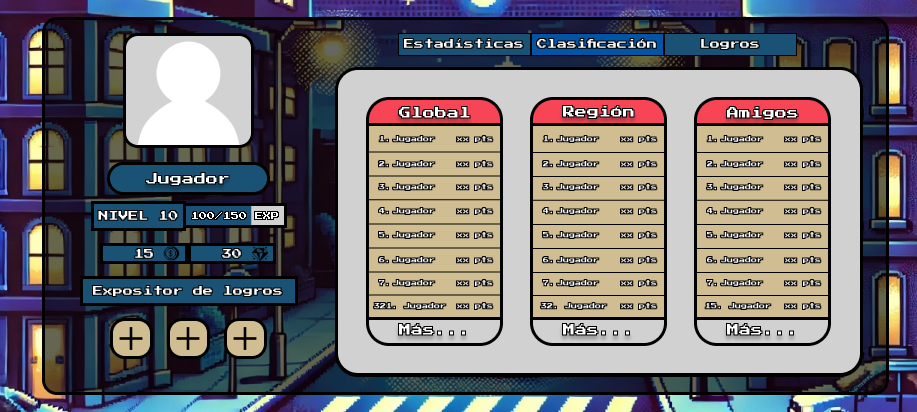 Estadísticas Clasificación Logros
Jugador
NIVEL 10 100/150 EXP
15 30
Expositor de logros
Global
1. Jugador xx pts
2. Jugador xx pts
3. Jugador xx pts
4. Jugador xx pts
5. Jugador xx pts
6. Jugador xx pts
7. Jugador xx pts
321. Jugador xx pts
Más...
Región
1. Jugador xx pts
2. Jugador xx pts
3. Jugador xx pts
4. Jugador xx pts
5. Jugador xx pts
6. Jugador xx pts
7. Jugador xx pts
32. Jugador xx pts
Más...
Amigos
1. Jugador xx pts
2. Jugador xx pts
3. Jugador xx pts
4. Jugador xx pts
5. Jugador xx pts
6. Jugador xx pts
7. Jugador xx pts
15. Jugador xx pts
Más...